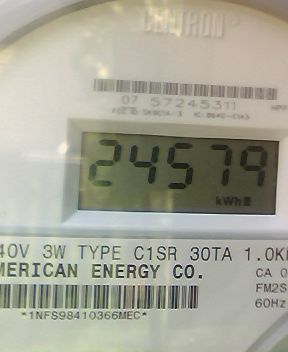 CENTRON
07 57245311
24579
kWh
40V 3W TYPE C1SR 30TA 1.0K
MERICAN ENERGY CO.
CA 0
FM2S
60Hz
*1NFS98410366MEC*